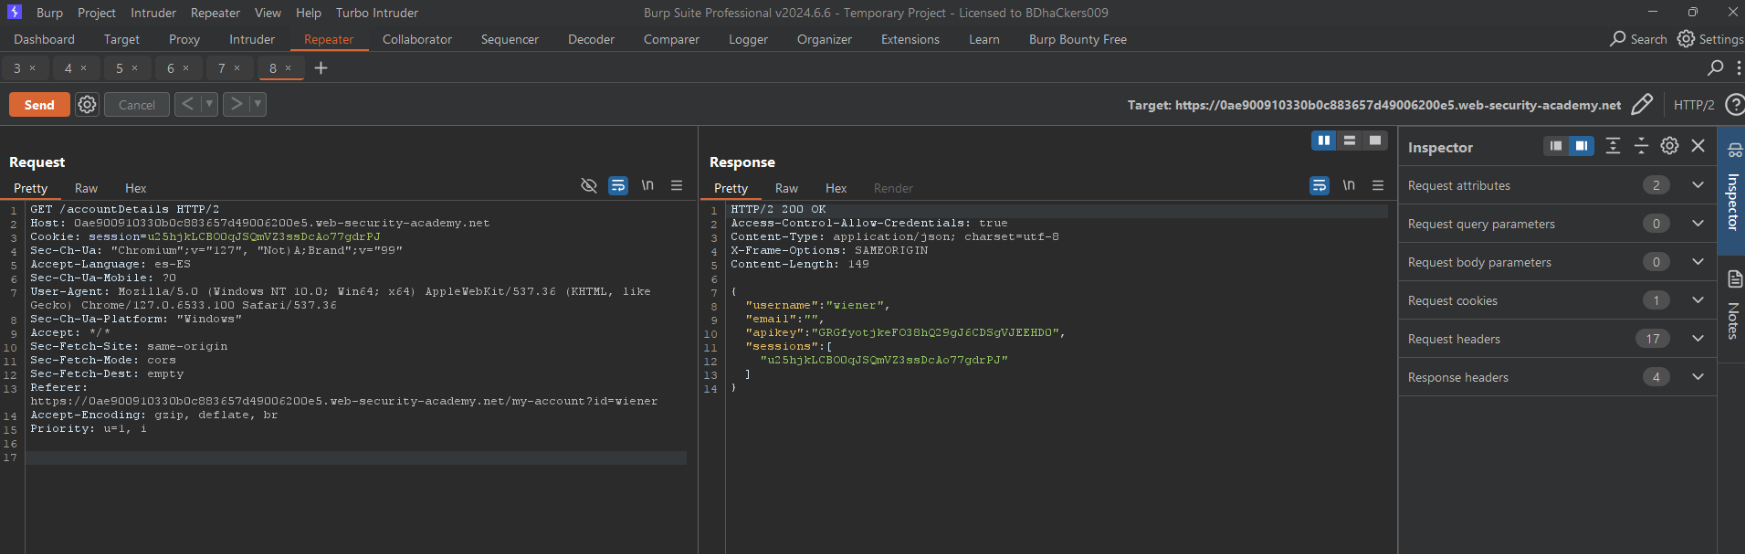 Burp Project Intruder Repeater View Help Turbo Intruder Burp Suite Professional v2024.6.6 - Temporary Project - Licensed to BDhaCkers009
Dashboard Target Proxy Intruder Repeater Collaborator Sequencer Decoder Comparer Logger Organizer Extensions Learn Burp Bounty Free Search Settings
3 × 4 × 5 × 6 × 7 × 8 × +
Send Cancel < > Target: https://0ae900910330b0c883657d49006200e5.web-security-academy.net HTTP/2 ?
Request
Pretty Raw Hex \n
1 GET /accountDetails HTTP/2
2 Host: 0ae900910330b0c883657d49006200e5.web-security-academy.net
3 Cookie: session=u25hjkLCBO0qJSQmVZ3ssDcAo77gdrPJ
4 Sec-Ch-Ua: "Chromium";v="127", "Not)A;Brand";v="99"
5 Accept-Language: es-ES
6 Sec-Ch-Ua-Mobile: ?0
7 User-Agent: Mozilla/5.0 (Windows NT 10.0; Win64; x64) AppleWebKit/537.36 (KHTML, like
Gecko) Chrome/127.0.6533.100 Safari/537.36
8 Sec-Ch-Ua-Platform: "Windows"
9 Accept: */*
10 Sec-Fetch-Site: same-origin
11 Sec-Fetch-Mode: cors
12 Sec-Fetch-Dest: empty
13 Referer:
https://0ae900910330b0c883657d49006200e5.web-security-academy.net/my-account?id=wiener
14 Accept-Encoding: gzip, deflate, br
15 Priority: u=1, i
16
17
Response
Pretty Raw Hex Render \n
1 HTTP/2 200 OK
2 Access-Control-Allow-Credentials: true
3 Content-Type: application/json; charset=utf-8
4 X-Frame-Options: SAMEORIGIN
5 Content-Length: 149
6
7 {
8 "username":"wiener",
9 "email":"",
10 "apikey":"GRGfyotjkeFO38hQ29gJ6CDSgVJEEHD0",
11 "sessions":[
12 "u25hjkLCBO0qJSQmVZ3ssDcAo77gdrPJ"
13 ]
14 }
Inspector
Request attributes 2
Request query parameters 0
Request body parameters 0
Request cookies 1
Request headers 17
Response headers 4
Inspector
Notes